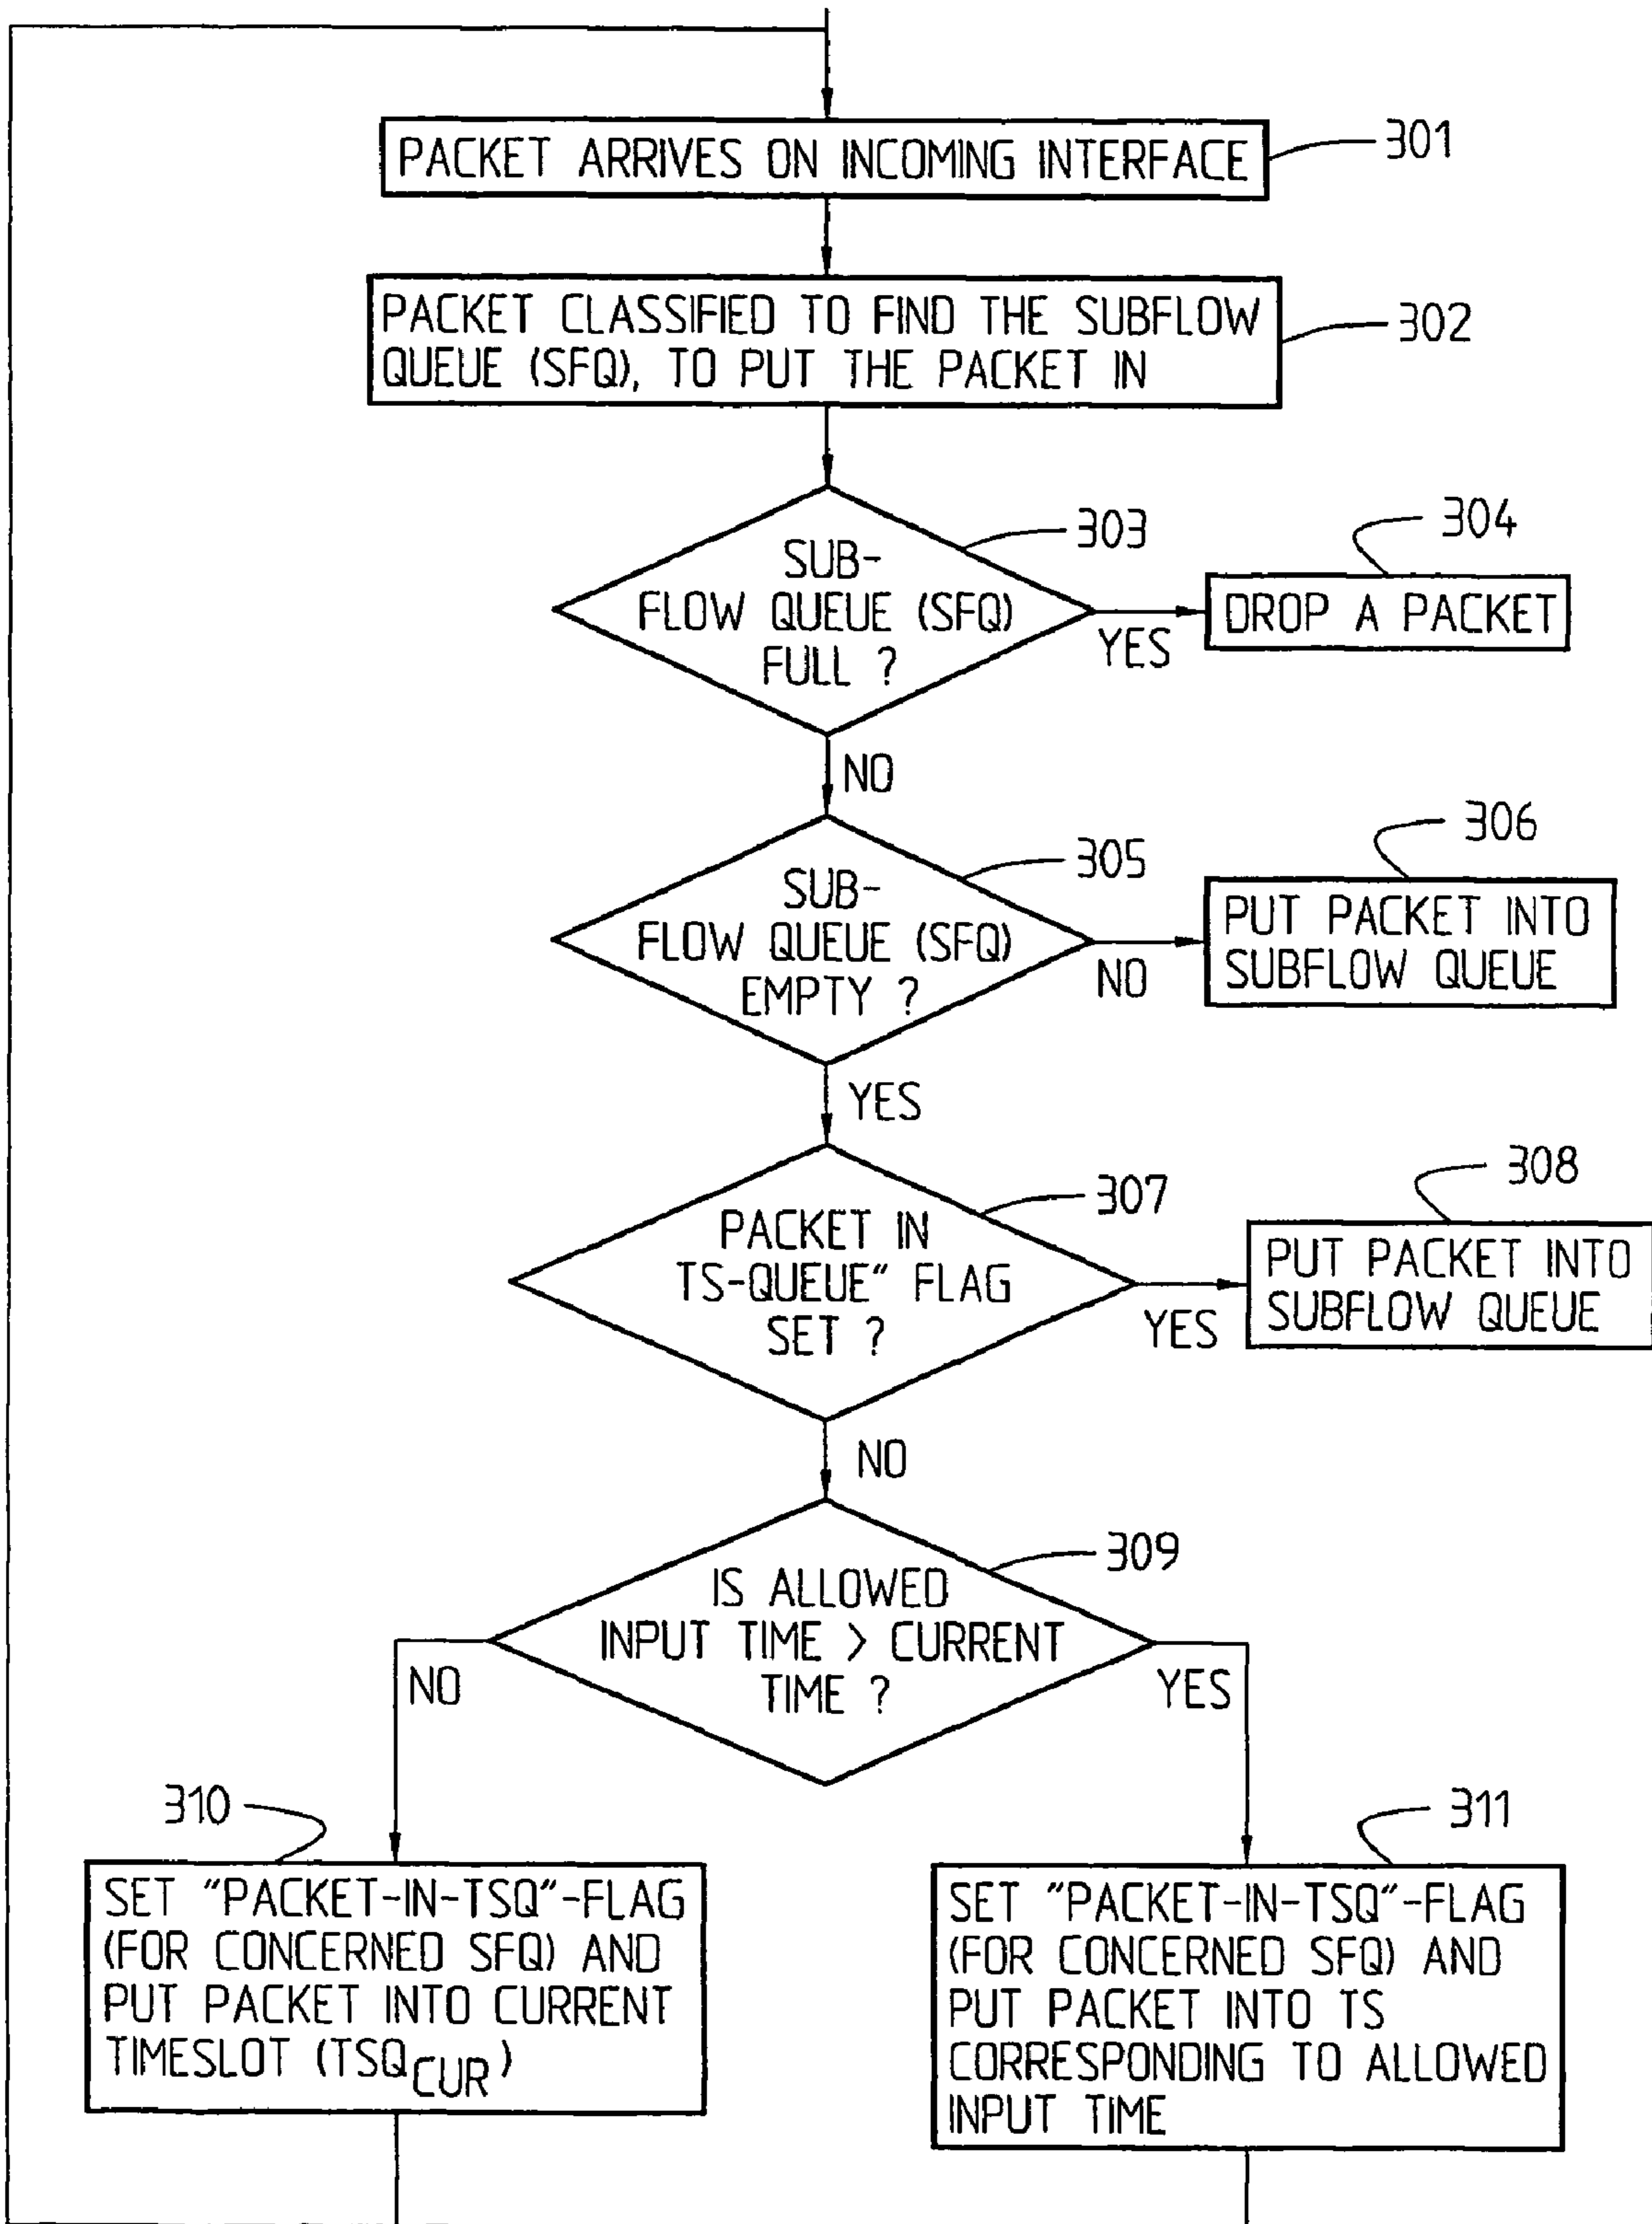 PACKET ARRIVES ON INCOMING INTERFACE
301
PACKET CLASSIFIED TO FIND THE SUBFLOW
QUEUE (SFQ), TO PUT THE PACKET IN
302
SUB-
FLOW QUEUE (SFQ)
FULL ?
303
YES
304
DROP A PACKET
NO
SUB-
FLOW QUEUE (SFQ)
EMPTY ?
305
NO
306
PUT PACKET INTO
SUBFLOW QUEUE
YES
PACKET IN
TS-QUEUE" FLAG
SET ?
307
YES
308
PUT PACKET INTO
SUBFLOW QUEUE
NO
IS ALLOWED
INPUT TIME > CURRENT
TIME ?
309
NO
YES
310
SET "PACKET-IN-TSQ"-FLAG
(FOR CONCERNED SFQ) AND
PUT PACKET INTO CURRENT
TIMESLOT (TSQCUR)
311
SET "PACKET-IN-TSQ"-FLAG
(FOR CONCERNED SFQ) AND
PUT PACKET INTO TS
CORRESPONDING TO ALLOWED
INPUT TIME